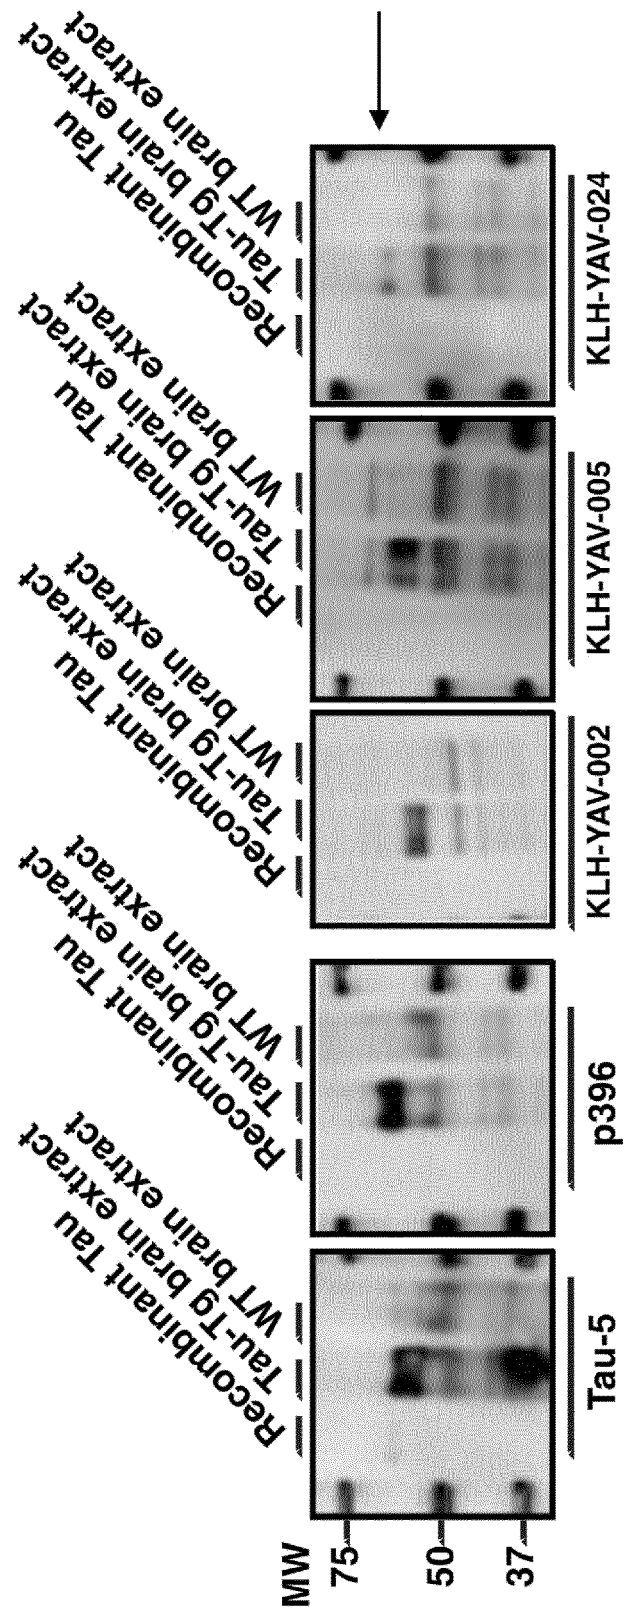 Recombinant Tau
Tau-Tg brain extract
WT brain extract
Recombinant Tau
Tau-Tg brain extract
WT brain extract
Recombinant Tau
Tau-Tg brain extract
WT brain extract
Recombinant Tau
Tau-Tg brain extract
WT brain extract
Recombinant Tau
Tau-Tg brain extract
WT brain extract
MW
75
50
37
Tau-5
p396
KLH-YAV-002
KLH-YAV-005
KLH-YAV-024